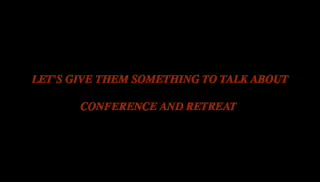 LET'S GIVE THEM SOMETHING TO TALK ABOUT
CONFERENCE AND RETREAT